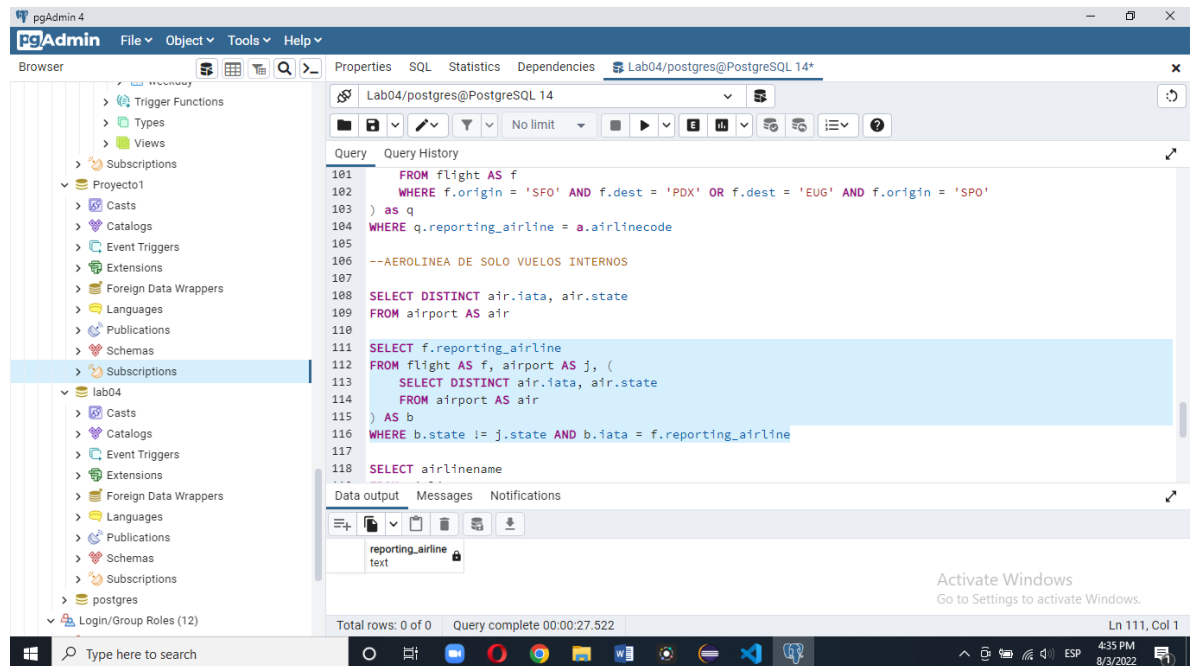 pgAdmin 4
pgAdmin File Object Tools Help
Browser
Properties SQL Statistics Dependencies Lab04/postgres@PostgreSQL 14*
Trigger Functions
Types
Views
Subscriptions
Proyecto1
Casts
Catalogs
Event Triggers
Extensions
Foreign Data Wrappers
Languages
Publications
Schemas
Subscriptions
lab04
Casts
Catalogs
Event Triggers
Extensions
Foreign Data Wrappers
Languages
Publications
Schemas
Subscriptions
postgres
Login/Group Roles (12)
Lab04/postgres@PostgreSQL 14
No limit
E
Query Query History
101 FROM flight AS f
102 WHERE f.origin = 'SFO' AND f.dest = 'PDX' OR f.dest = 'EUG' AND f.origin = 'SPO'
103 ) as q
104 WHERE q.reporting_airline = a.airlinecode
105
106 --AEROLINEA DE SOLO VUELOS INTERNOS
107
108 SELECT DISTINCT air.iata, air.state
109 FROM airport AS air
110
111 SELECT f.reporting_airline
112 FROM flight AS f, airport AS j, (
113 SELECT DISTINCT air.iata, air.state
114 FROM airport AS air
115 ) AS b
116 WHERE b.state != j.state AND b.iata = f.reporting_airline
117
118 SELECT airlinename
Data output Messages Notifications
reporting_airline
text
Activate Windows
Go to Settings to activate Windows.
Total rows: 0 of 0 Query complete 00:00:27.522 Ln 111, Col 1
Type here to search
ESP
4:35 PM
8/3/2022